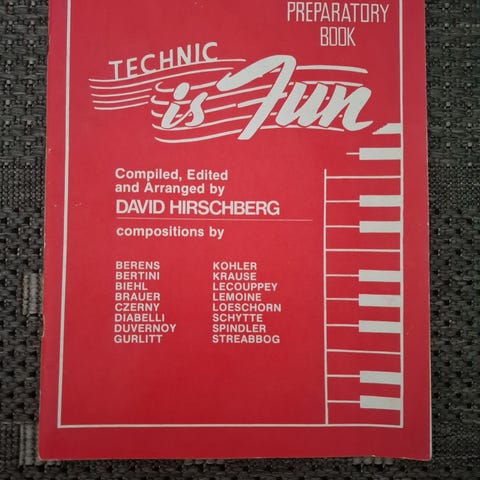 PREPARATORY
BOOK
TECHNIC
is Fun
Compiled, Edited
and Arranged by
DAVID HIRSCHBERG
compositions by
BERENS
BERTINI
BIEHL
BRAUER
CZERNY
DIABELLI
DUVERNOY
GURLITT
KOHLER
KRAUSE
LECOUPPEY
LEMOINE
LOESCHORN
SCHYTTE
SPINDLER
STREABBOG